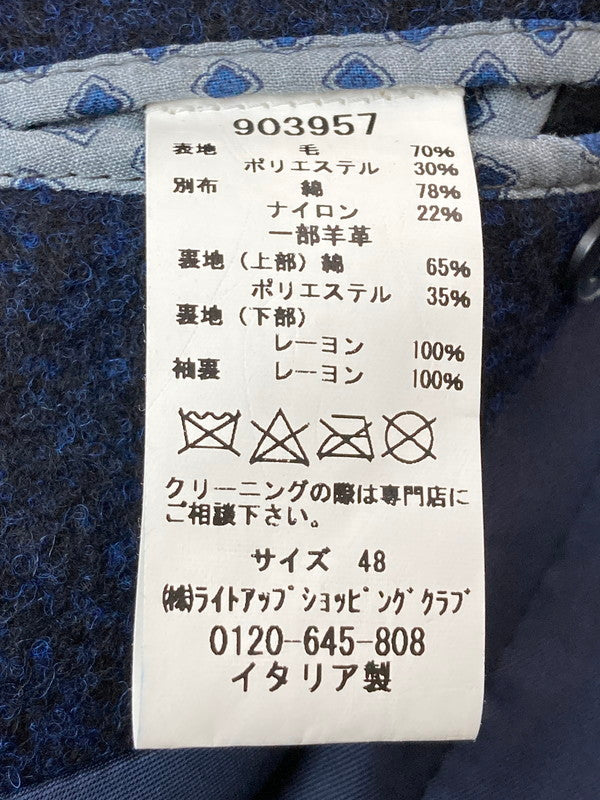 903957
表地 毛 70%
ポリエステル 30%
別布 綿 78%
ナイロン 22%
一部羊革
裏地(上部)綿 65%
ポリエステル 35%
裏地(下部)
レーヨン 100%
袖裏 レーヨン 100%
クリーニングの際は専門店に
ご相談下さい。
サイズ 48
㈱ライトアップショッピングクラブ
0120-645-808
イタリア製